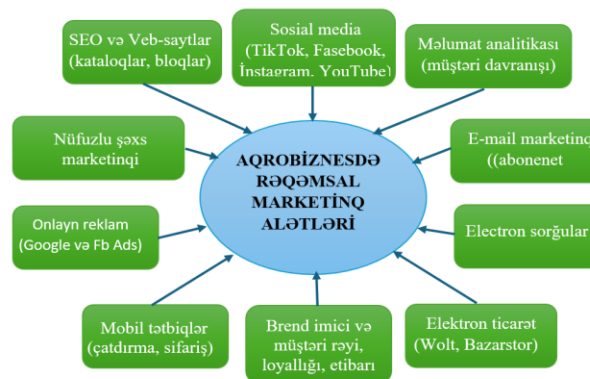 SEO və Veb-saytlar
(kataloqlar, bloqlar)
Sosial media
(TikTok, Fasebook,
İnstagram, YouTube)
Məlumat analitikası
(müştəri davranışı)
Nüfuzlu şəxs
marketinqi
E-mail marketinq
((abonenet
AQROBİZNESDƏ
RƏQƏMSAL
MARKETİNQ
ALƏTLƏRİ
Onlayn reklam
(Google və Fb Ads)
Electron sorğular
Mobil tətbiqlər
(çatdırma, sifariş)
Brend imici və
müştəri rəyi,
loyallığı, etibarı
Elektron ticarət
(Wolt, Bazarstor)